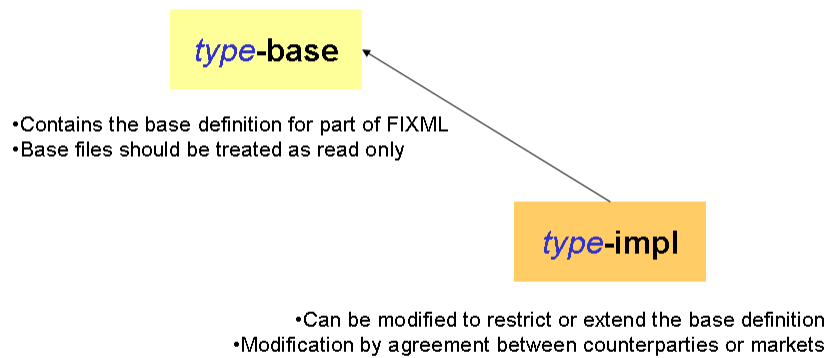 type-base
•Contains the base definition for part of FIXML
•Base files should be treated as read only
type-impl
•Can be modified to restrict or extend the base definition
•Modification by agreement between counterparties or markets